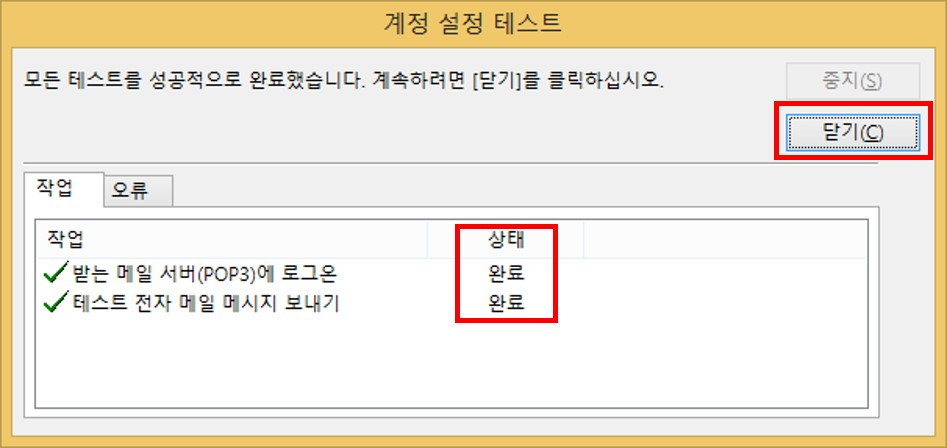 계정 설정 테스트
모든 테스트를 성공적으로 완료했습니다. 계속하려면 [닫기]를 클릭하십시오.
중지(S)
닫기(C)
작업 오류
작업 상태
받는 메일 서버(POP3)에 로그온 완료
테스트 전자 메일 메시지 보내기 완료